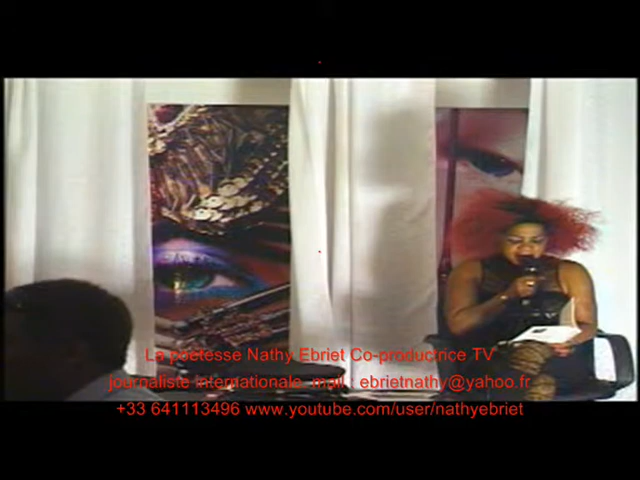 La poétesse Nathy Ebriet Co-productrice TV
journaliste internationale mail : ebrietnathy@yahoo.fr
+33 641113496 www.youtube.com/user/nathyebriet